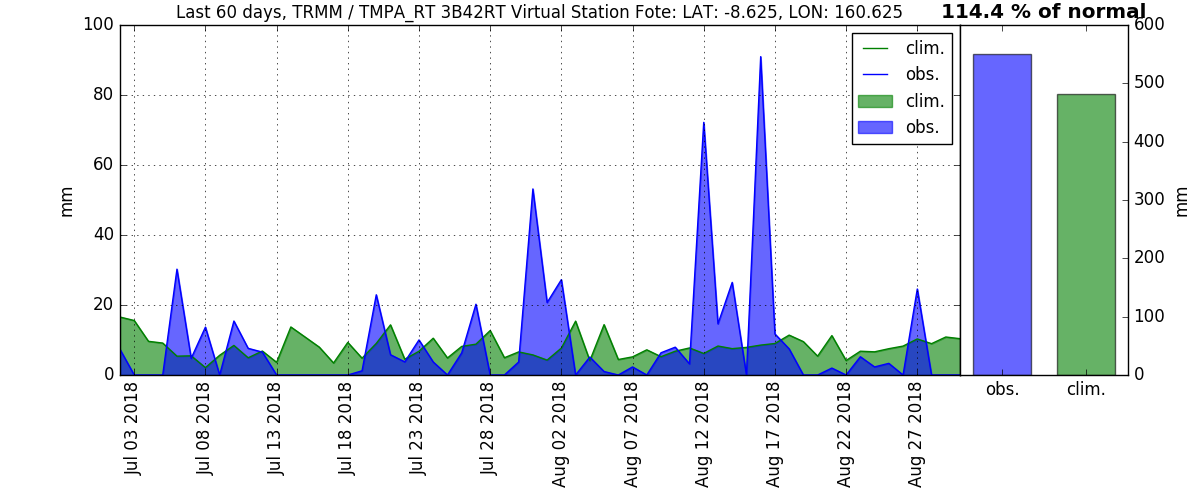 Last 60 days, TRMM / TMPA_RT 3B42RT Virtual Station Fote: LAT: -8.625, LON: 160.625
114.4 % of normal
100
80
60
40
20
0
mm
clim.
obs.
clim.
obs.
Jul 03 2018
Jul 08 2018
Jul 13 2018
Jul 18 2018
Jul 23 2018
Jul 28 2018
Aug 02 2018
Aug 07 2018
Aug 12 2018
Aug 17 2018
Aug 22 2018
Aug 27 2018
600
500
400
300
200
100
0
mm
obs.
clim.